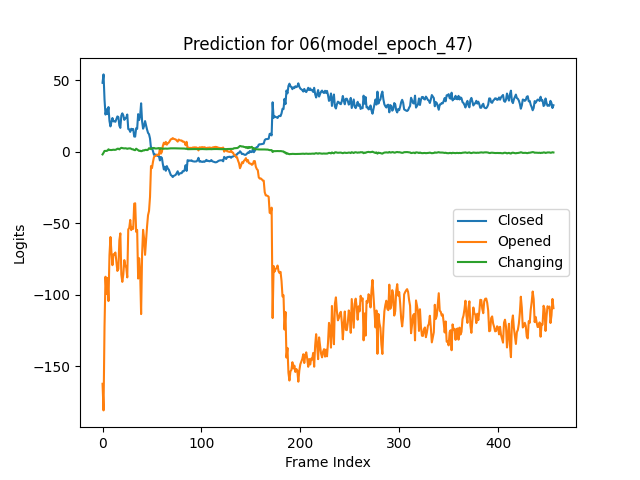 Prediction for 06(model_epoch_47)
50
0
−50
−100
−150
Logits
Closed
Opened
Changing
0 100 200 300 400
Frame Index